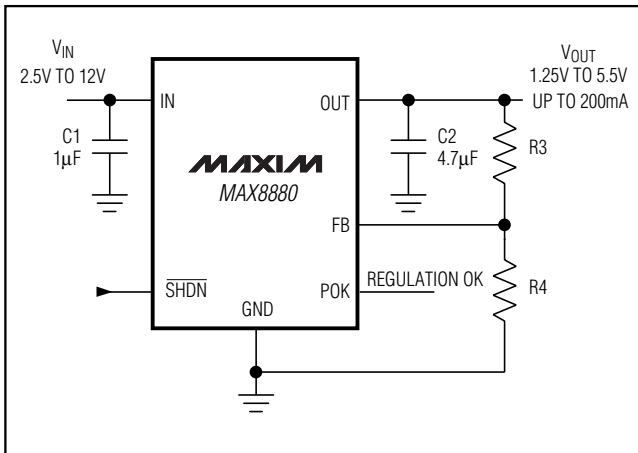 V_IN
2.5V TO 12V
V_OUT
1.25V TO 5.5V
UP TO 200mA
IN
OUT
C1
1µF
C2
4.7µF
R3
MAXIM
MAX8880
FB
SHDN
POK
REGULATION OK
R4
GND